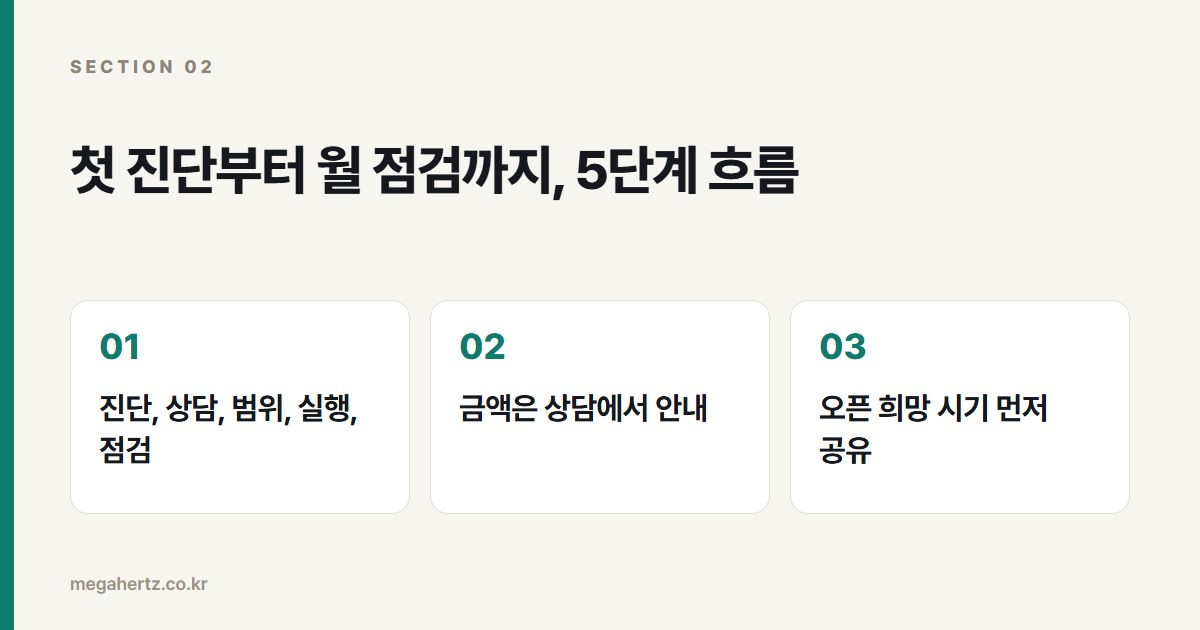 SECTION 02
첫 진단부터 월 점검까지, 5단계 흐름
01
진단, 상담, 범위, 실행,
점검
02
금액은 상담에서 안내
03
오픈 희망 시기 먼저
공유
megahertz.co.kr